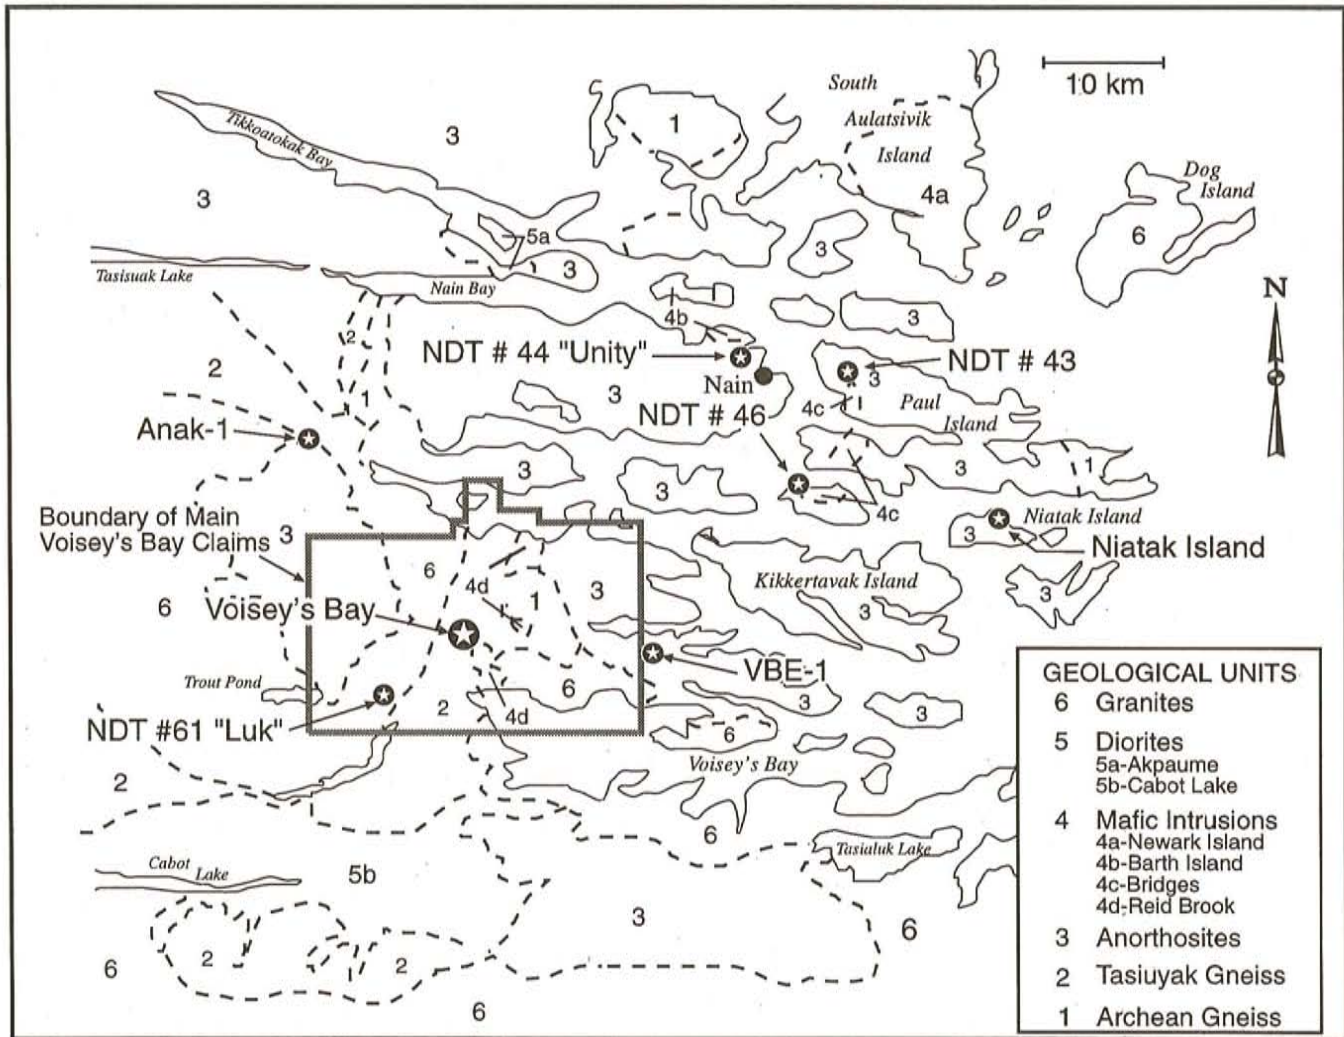 10 km
South
Aulatsivik
Island
Tikkoatokak Bay
3
1
Dog
Island
3
4a
6
5a
3
3
Tasisuak Lake
Nain Bay
N
4b
3
2
2
NDT # 44 "Unity"
NDT # 43
Nain
3
3
1
4c
Paul
Island
NDT # 46
Anak-1
3
3
3
1
4c
Boundary of Main
Voisey's Bay Claims
3
Niatak Island
3
Niatak Island
6
4d
3
1
Kikkertavak Island
3
3
6
Voisey's Bay
VBE-1
Trout Pond
6
3
2
4d
3
NDT #61 "Luk"
6
Voisey's Bay
2
6
Tasialuk Lake
Cabot
Lake
5b
3
6
2
2
6
6
GEOLOGICAL UNITS
6 Granites
5 Diorites
5a-Akpaume
5b-Cabot Lake
4 Mafic Intrusions
4a-Newark Island
4b-Barth Island
4c-Bridges
4d-Reid Brook
3 Anorthosites
2 Tasiuyak Gneiss
1 Archean Gneiss